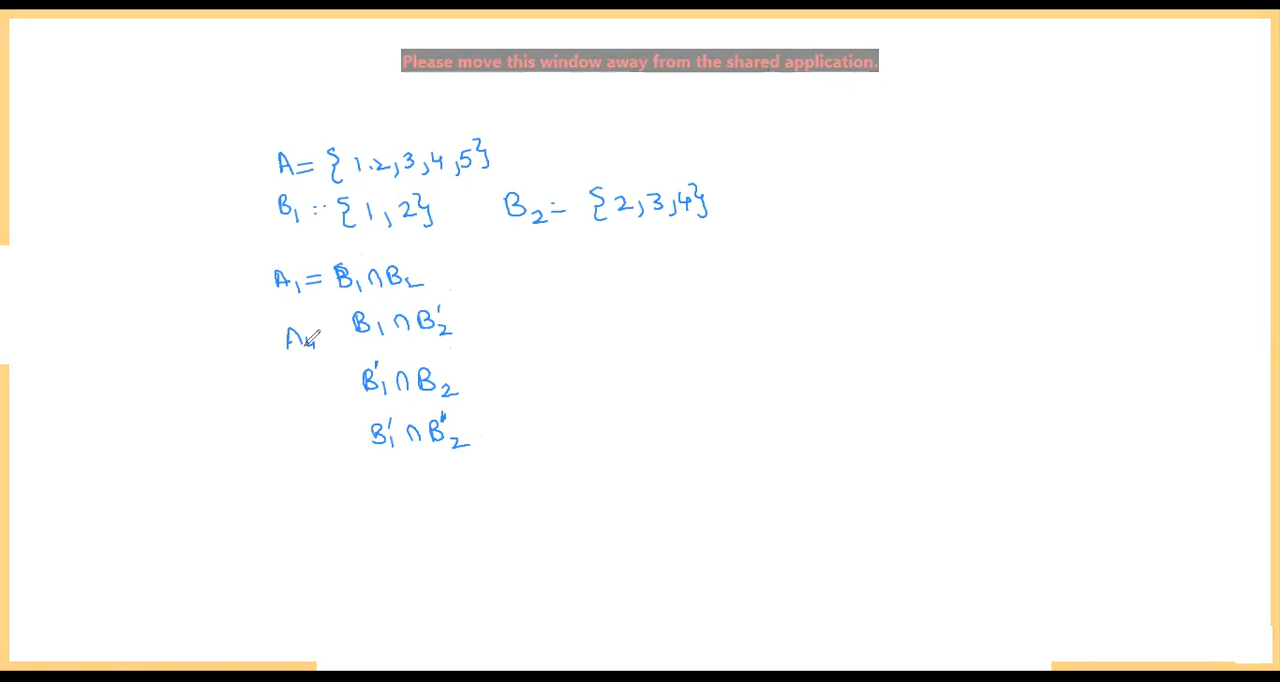 Please move this window away from the shared application.
A = {1.2,3,4,5}
B₁ = {1,2} B₂ = {2,3,4}
A₁ = B₁∩B₂
B₁∩B₂'
A
B₁'∩B₂
B₁'∩B₂'